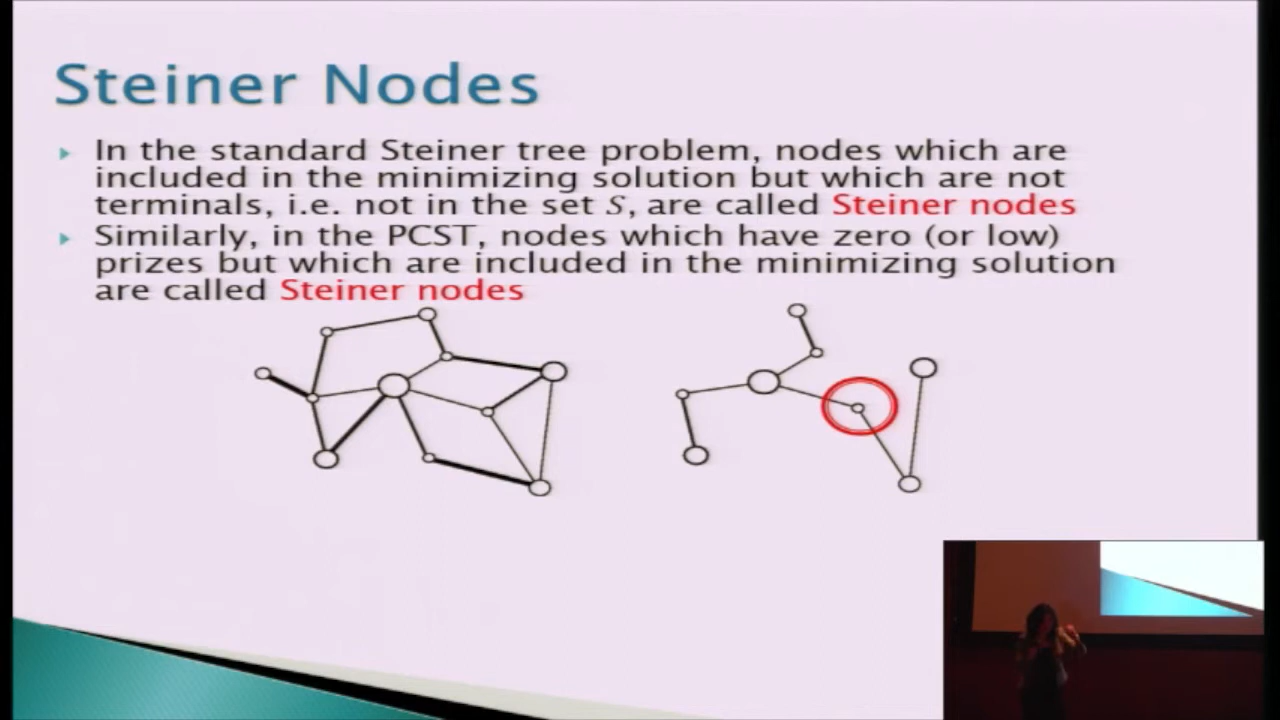 Steiner Nodes
In the standard Steiner tree problem, nodes which are
included in the minimizing solution but which are not
terminals, i.e. not in the set S, are called Steiner nodes
Similarly, in the PCST, nodes which have zero (or low)
prizes but which are included in the minimizing solution
are called Steiner nodes